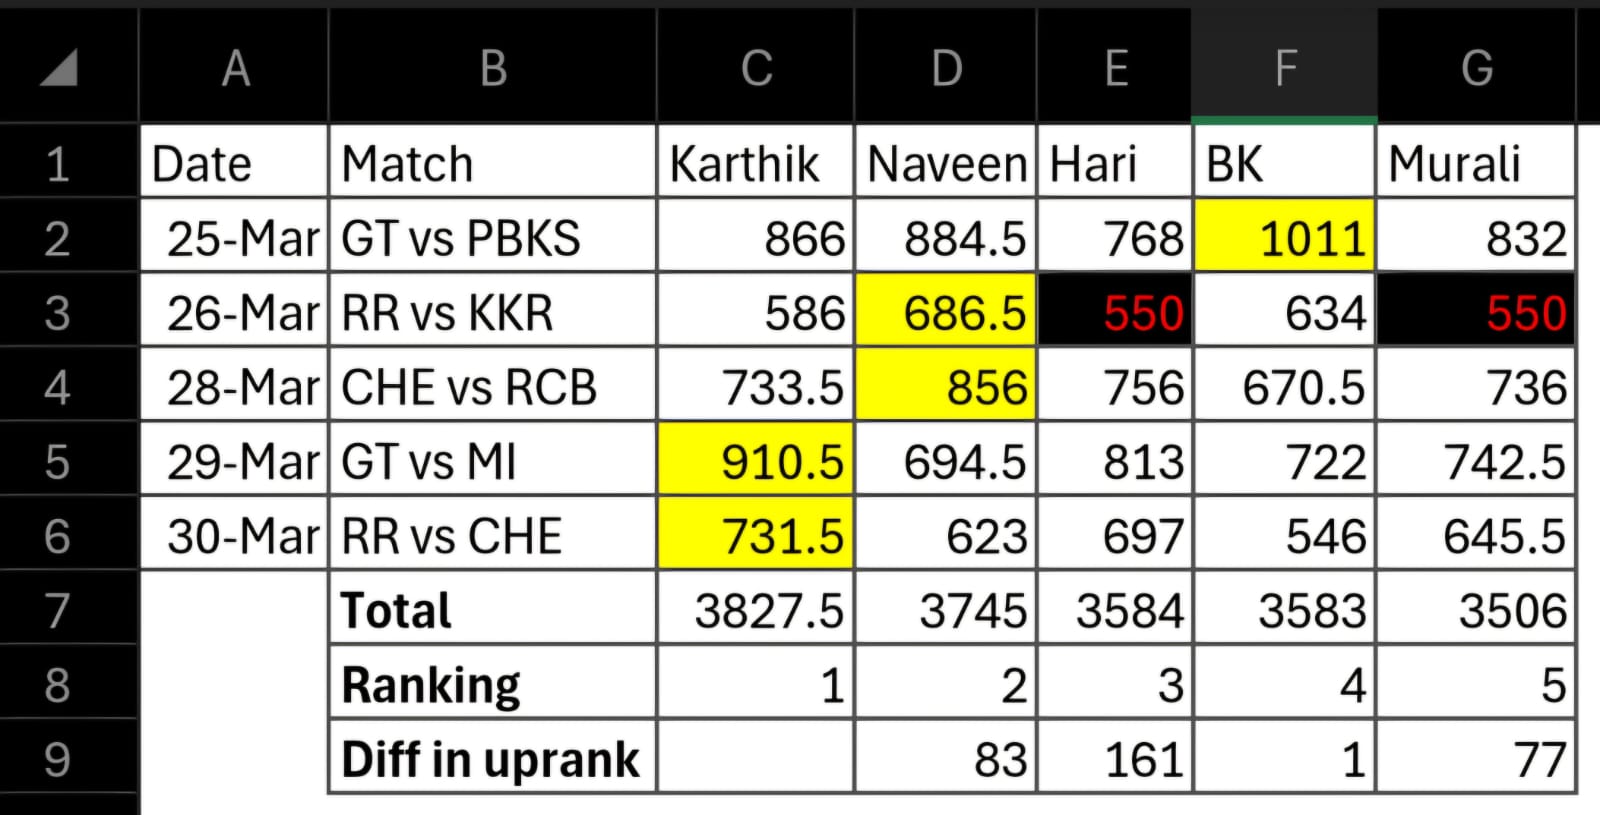 A B C D E F G
1 Date Match Karthik Naveen Hari BK Murali
2 25-Mar GT vs PBKS 866 884.5 768 1011 832
3 26-Mar RR vs KKR 586 686.5 550 634 550
4 28-Mar CHE vs RCB 733.5 856 756 670.5 736
5 29-Mar GT vs MI 910.5 694.5 813 722 742.5
6 30-Mar RR vs CHE 731.5 623 697 546 645.5
7 Total 3827.5 3745 3584 3583 3506
8 Ranking 1 2 3 4 5
9 Diff in uprank 83 161 1 77